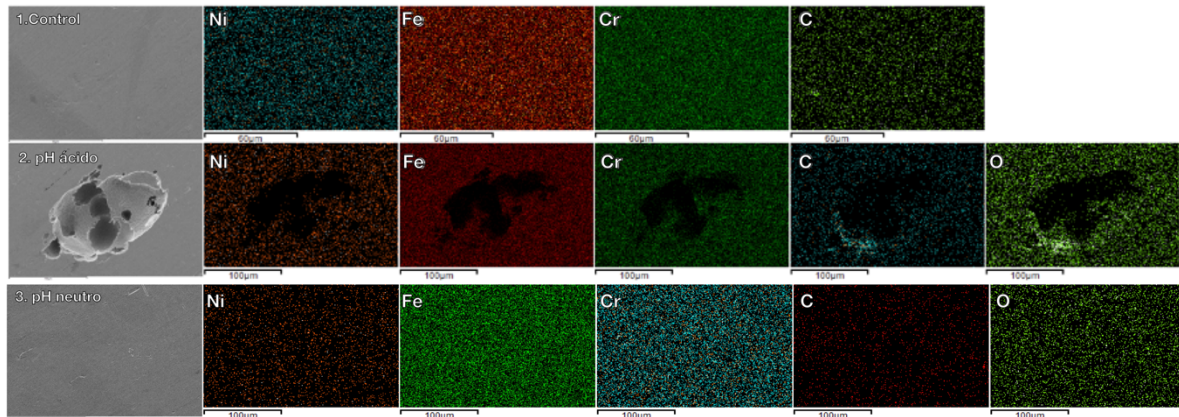 1.Control Ni Fe Cr C
60μm 60μm 60μm 60μm
2. pH ácido Ni Fe Cr C O
100μm 100μm 100μm 100μm 100μm
3. pH neutro Ni Fe Cr C O
100μm 100μm 100μm 100μm 100μm